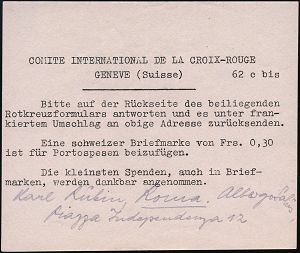 COMITE INTERNATIONAL DE LA CROIX-ROUGE
GENEVE (Suisse) 62 c bis
Bitte auf der Rückseite des beiliegenden
Rotkreuzformulars antworten und es unter fran-
kiertem Umschlag an obige Adresse zurücksenden.
Eine schweizer Briefmarke von Frs. 0,30
ist für Portospesen beizufügen.
Die kleinsten Spenden, auch in Brief-
marken, werden dankbar angenommen.
Karl Rubin, Roma.
Piazza Independenza 12